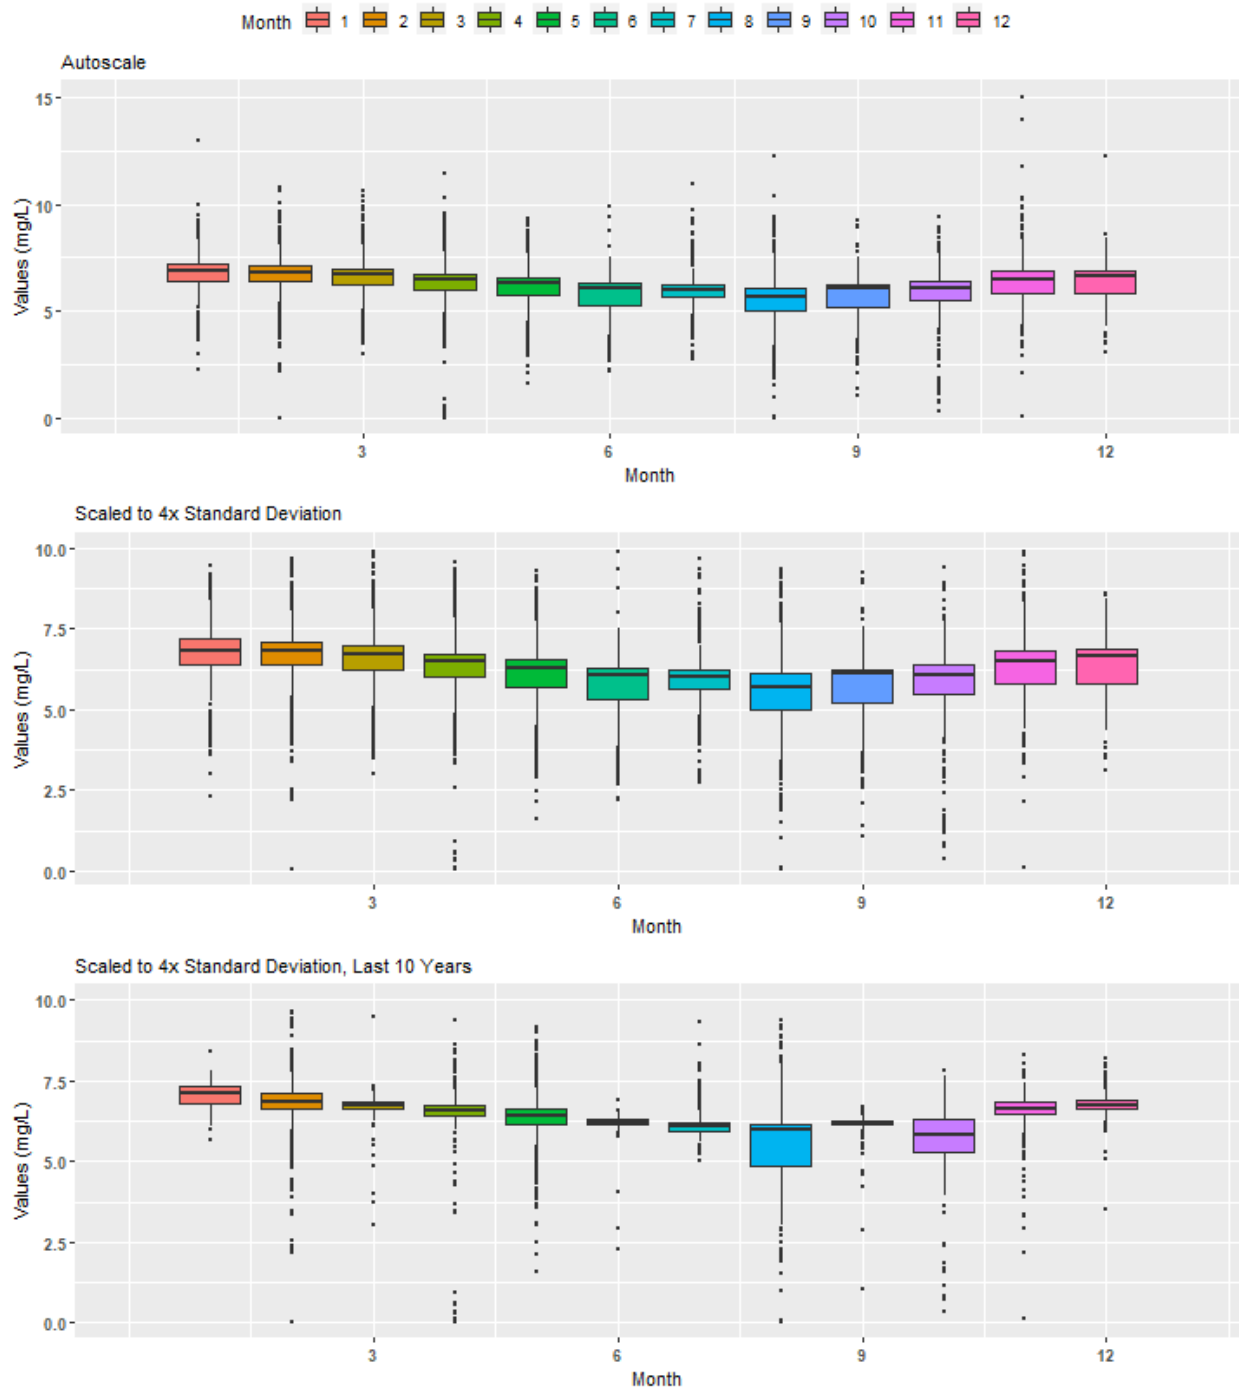 Month 1 2 3 4 5 6 7 8 9 10 11 12
Autoscale
15
10
5
0
Values (mg/L)
3 6 9 12
Month
Scaled to 4x Standard Deviation
10.0
7.5
5.0
2.5
0.0
Values (mg/L)
3 6 9 12
Month
Scaled to 4x Standard Deviation, Last 10 Years
10.0
7.5
5.0
2.5
0.0
Values (mg/L)
3 6 9 12
Month